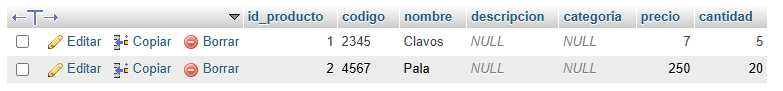 id_producto codigo nombre descripcion categoria precio cantidad
Editar Copiar Borrar 1 2345 Clavos NULL NULL 7 5
Editar Copiar Borrar 2 4567 Pala NULL NULL 250 20